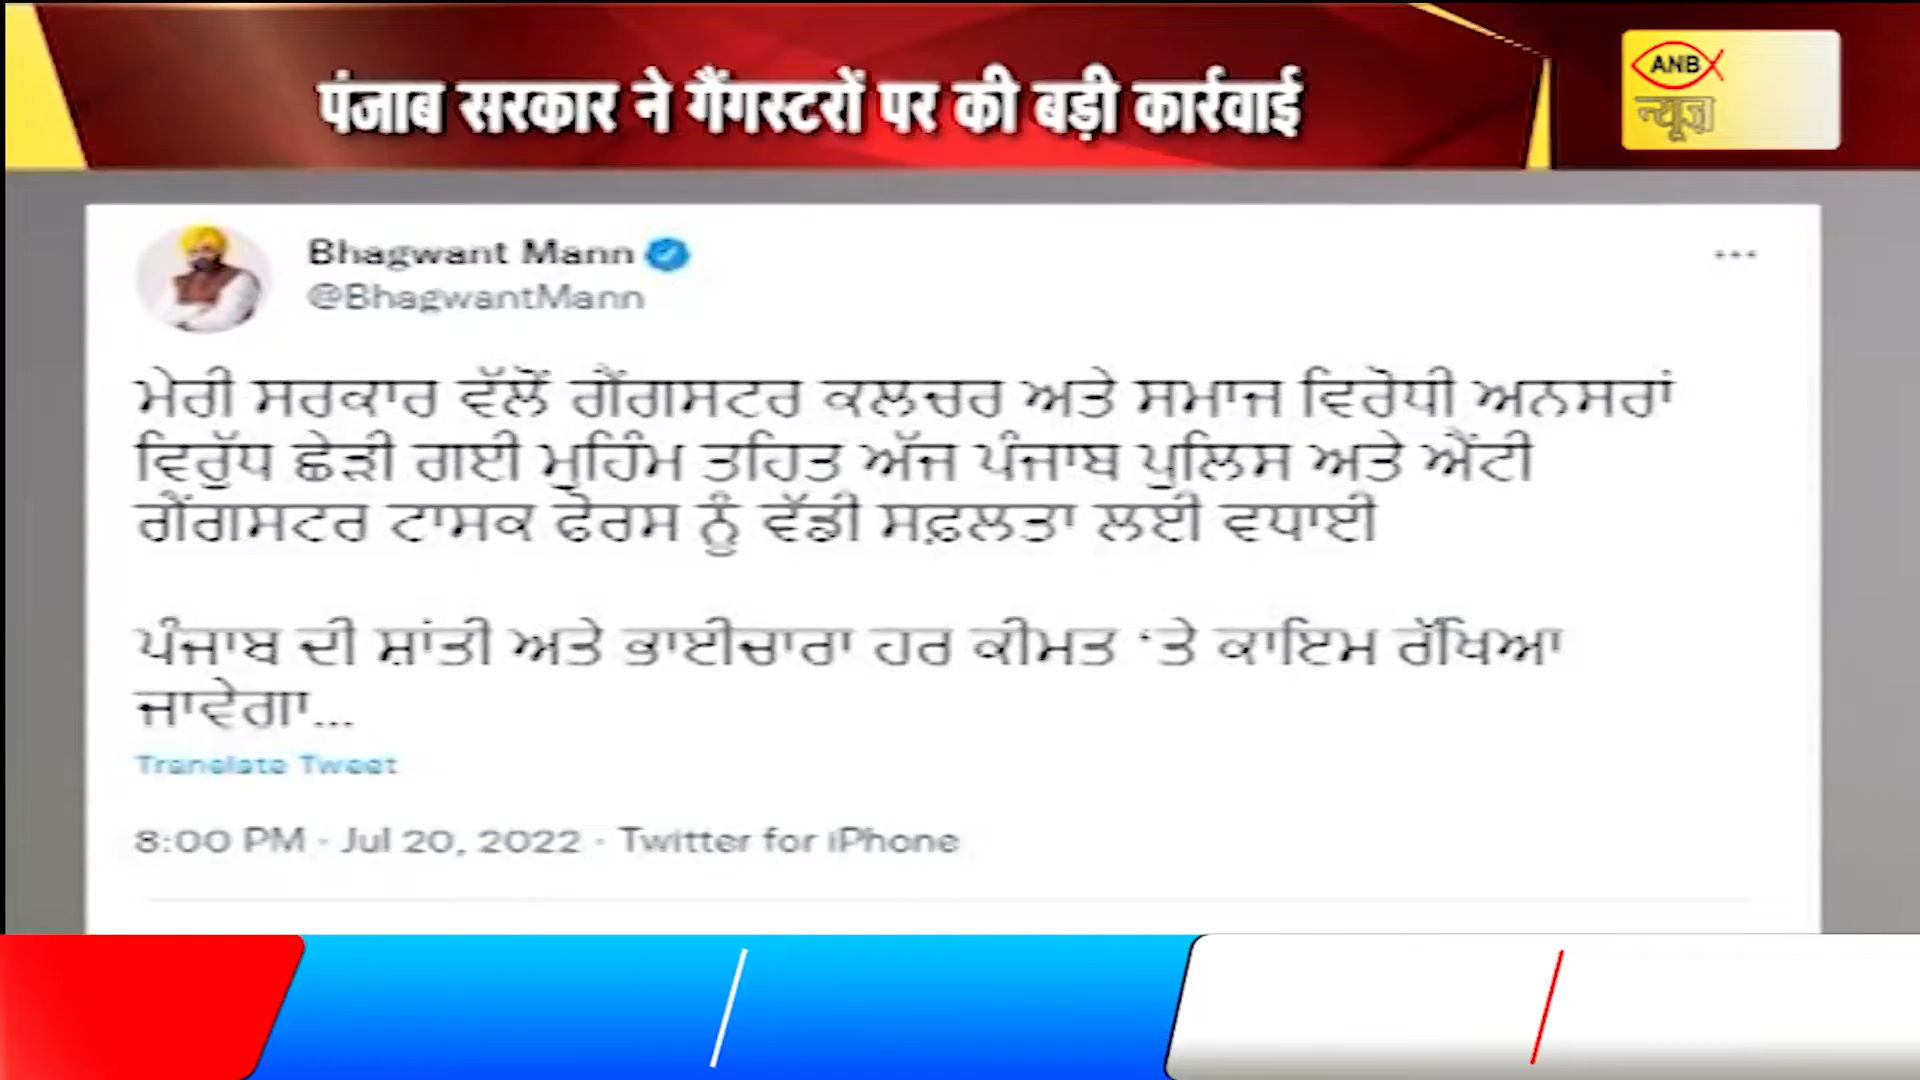 पंजाब सरकार ने गैंगस्टरों पर की बड़ी कार्रवाई
ANB
न्यूज़
Bhagwant Mann
@BhagwantMann
ਮੇਰੀ ਸਰਕਾਰ ਵੱਲੋਂ ਗੈਂਗਸਟਰ ਕਲਚਰ ਅਤੇ ਸਮਾਜ ਵਿਰੋਧੀ ਅਨਸਰਾਂ
ਵਿਰੁੱਧ ਛੇੜੀ ਗਈ ਮੁਹਿੰਮ ਤਹਿਤ ਅੱਜ ਪੰਜਾਬ ਪੁਲਿਸ ਅਤੇ ਐਂਟੀ
ਗੈਂਗਸਟਰ ਟਾਸਕ ਫੋਰਸ ਨੂੰ ਵੱਡੀ ਸਫ਼ਲਤਾ ਲਈ ਵਧਾਈ
ਪੰਜਾਬ ਦੀ ਸ਼ਾਂਤੀ ਅਤੇ ਭਾਈਚਾਰਾ ਹਰ ਕੀਮਤ 'ਤੇ ਕਾਇਮ ਰੱਖਿਆ
ਜਾਵੇਗਾ...
Translate Tweet
8:00 PM · Jul 20, 2022 · Twitter for iPhone